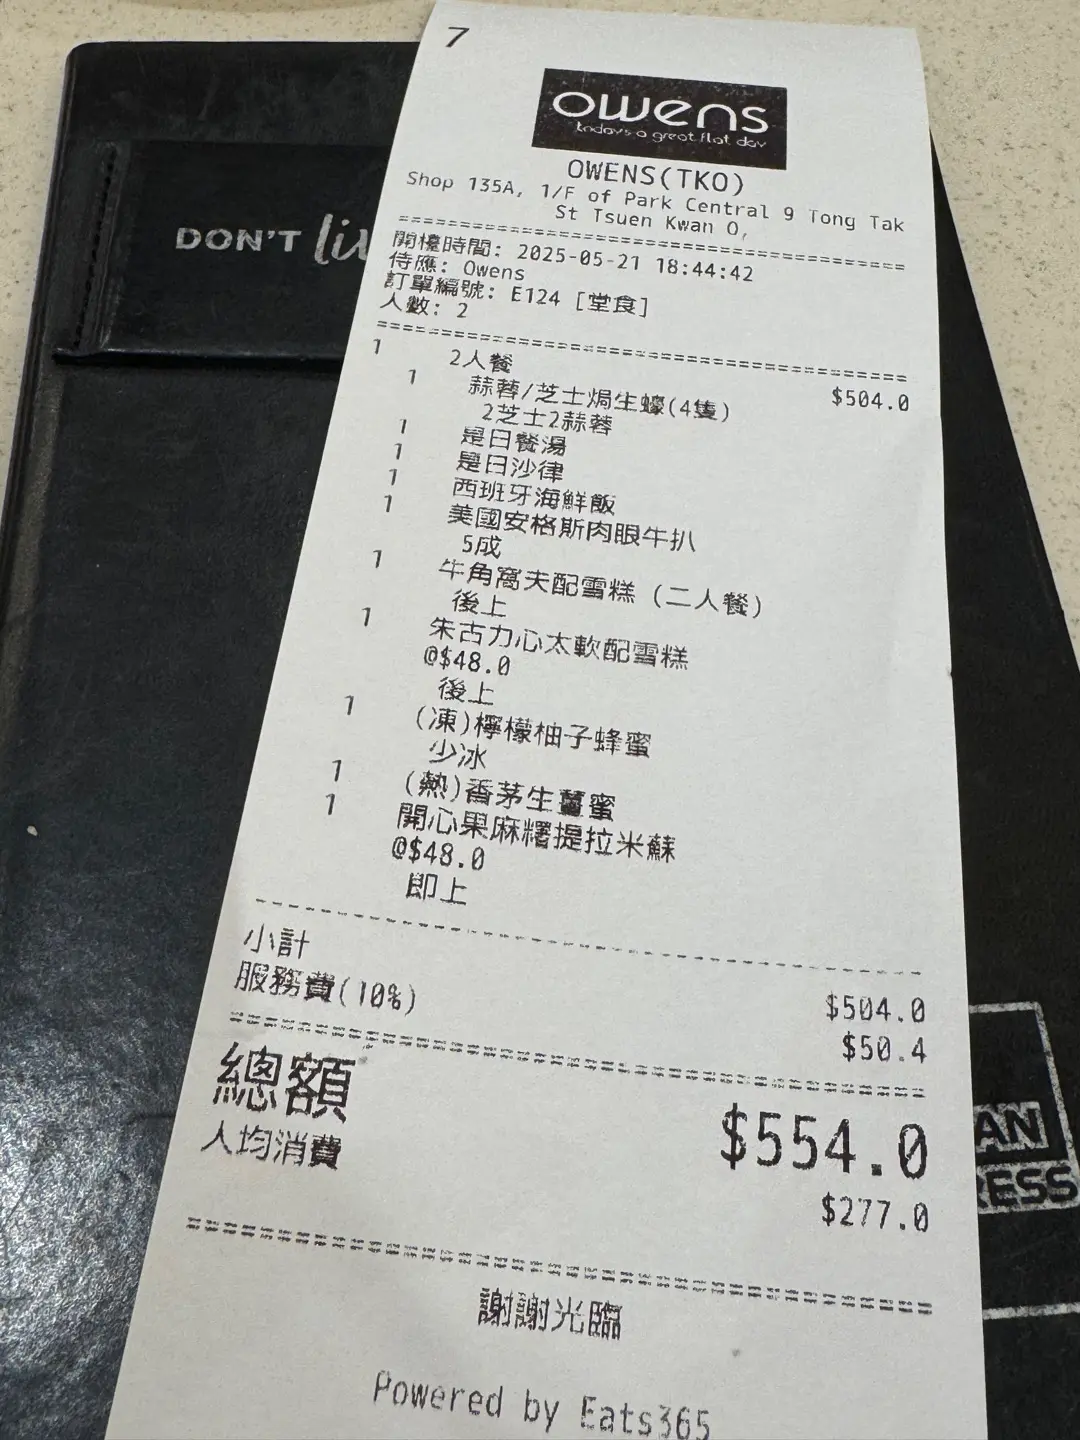 7
owens
today's a great flat day
OWENS(TKO)
Shop 135A, 1/F of Park Central 9 Tong Tak
St Tsuen Kwan O,
開檯時間: 2025-05-21 18:44:42
侍應: Owens
訂單編號: E124 [堂食]
人數: 2
1 2人餐 $504.0
1 蒜蓉/芝士焗生蠔(4隻)
2芝士2蒜蓉
1 是日餐湯
1 是日沙律
1 西班牙海鮮飯
1 美國安格斯肉眼牛扒
5成
1 牛角窩夫配雪糕 (二人餐)
後上
1 朱古力心太軟配雪糕
@$48.0
後上
1 (凍)檸檬柚子蜂蜜
少冰
1 (熱)香茅生薑蜜
1 開心果麻糬提拉米蘇
@$48.0
即上
小計 $504.0
服務費(10%) $50.4
總額 $554.0
人均消費 $277.0
謝謝光臨
Powered by Eats365
DON'T
AN
RESS